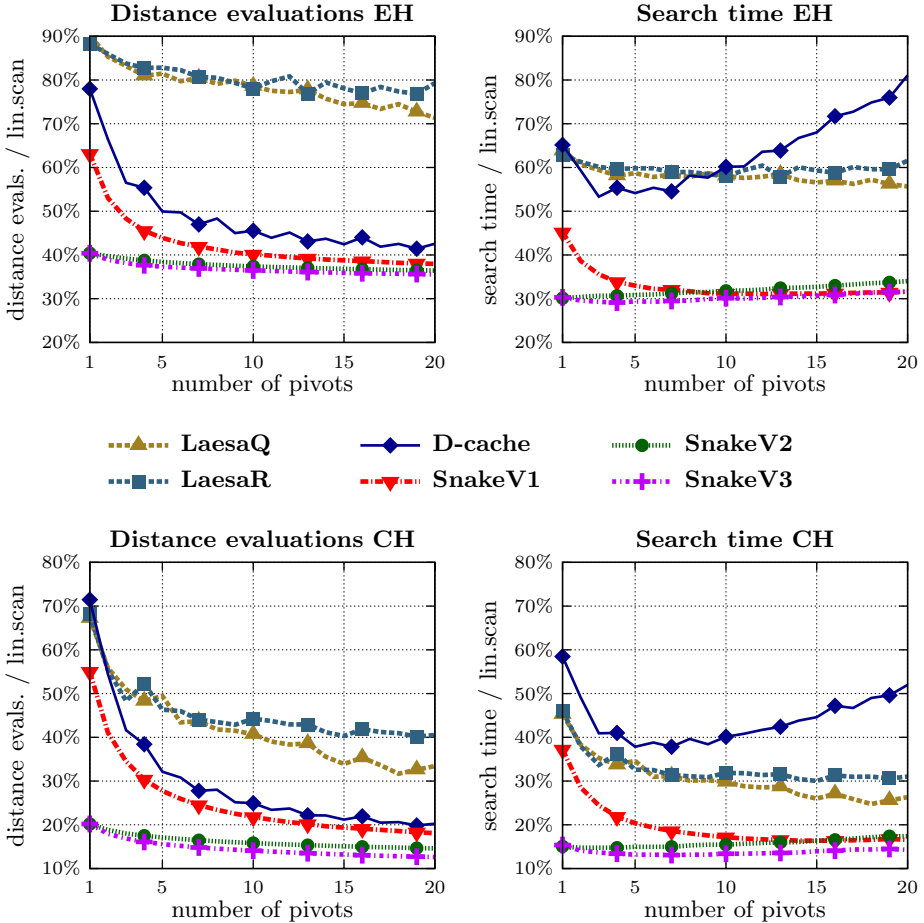 Distance evaluations EH
distance evals. / lin.scan
90%
80%
70%
60%
50%
40%
30%
20%
1 5 10 15 20
number of pivots
Search time EH
search time / lin.scan
90%
80%
70%
60%
50%
40%
30%
20%
1 5 10 15 20
number of pivots
LaesaQ D-cache SnakeV2
LaesaR SnakeV1 SnakeV3
Distance evaluations CH
distance evals. / lin.scan
80%
70%
60%
50%
40%
30%
20%
10%
1 5 10 15 20
number of pivots
Search time CH
search time / lin.scan
80%
70%
60%
50%
40%
30%
20%
10%
1 5 10 15 20
number of pivots